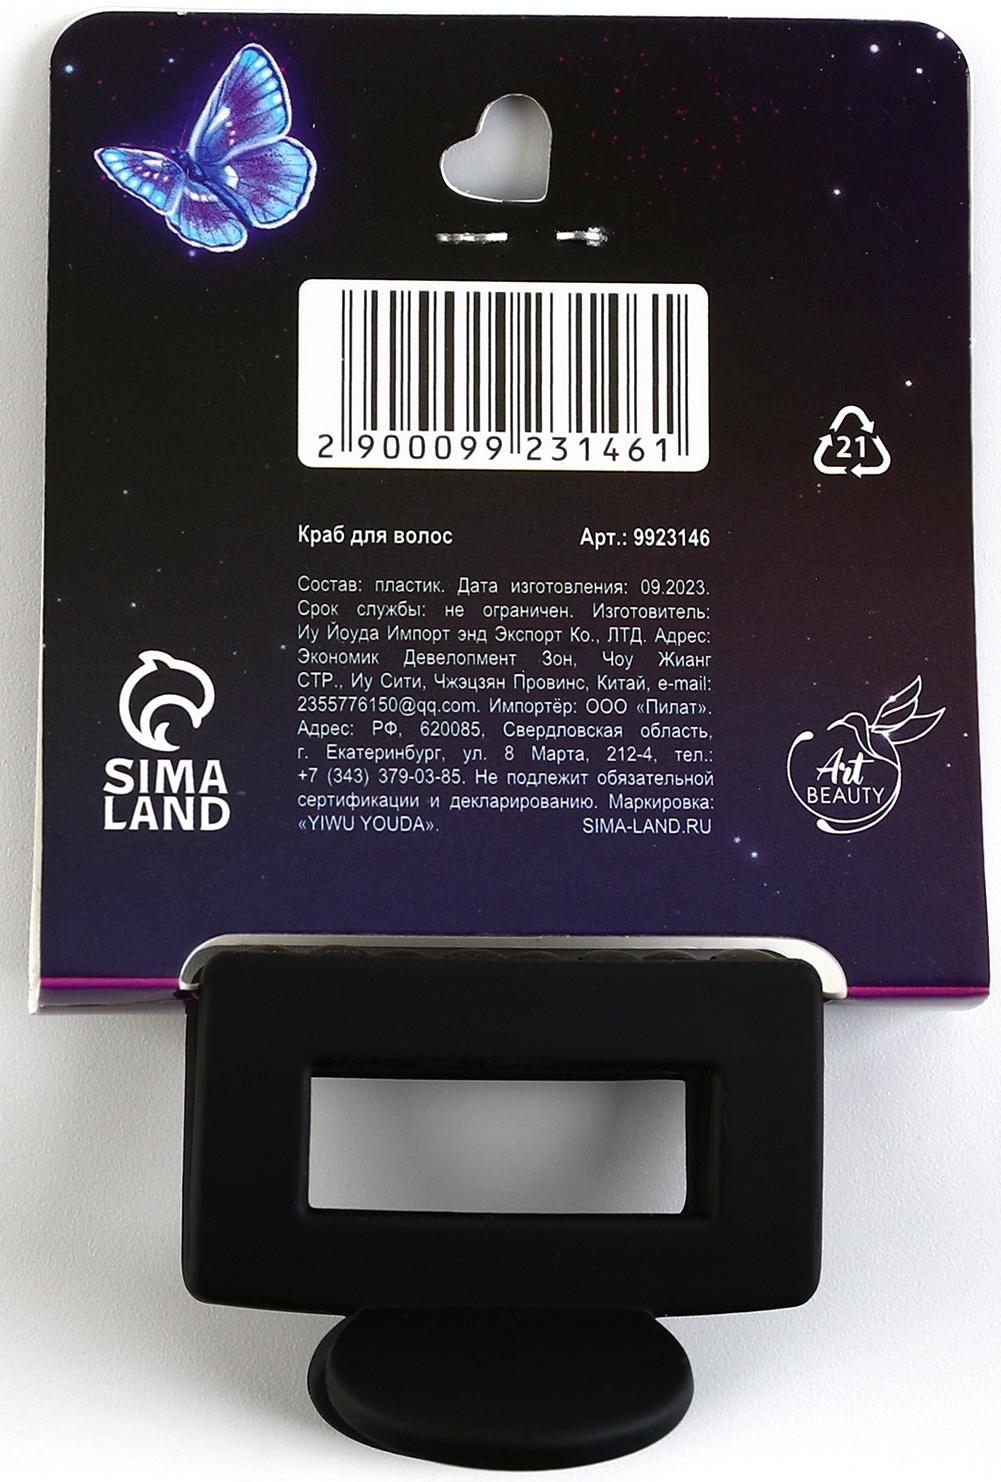 2 900099 231461
21
Краб для волос Арт.: 9923146
Состав: пластик. Дата изготовления: 09.2023.
Срок службы: не ограничен. Изготовитель:
Иу Йоуда Импорт энд Экспорт Ко., ЛТД. Адрес:
Экономик Девелопмент Зон, Чоу Жианг
СТР., Иу Сити, Чжэцзян Провинс, Китай, e-mail:
2355776150@qq.com. Импортёр: ООО «Пилат».
Адрес: РФ, 620085, Свердловская область,
г. Екатеринбург, ул. 8 Марта, 212-4, тел.:
+7 (343) 379-03-85. Не подлежит обязательной
сертификации и декларированию. Маркировка:
«YIWU YOUDA». SIMA-LAND.RU
SIMA
LAND
Art
BEAUTY